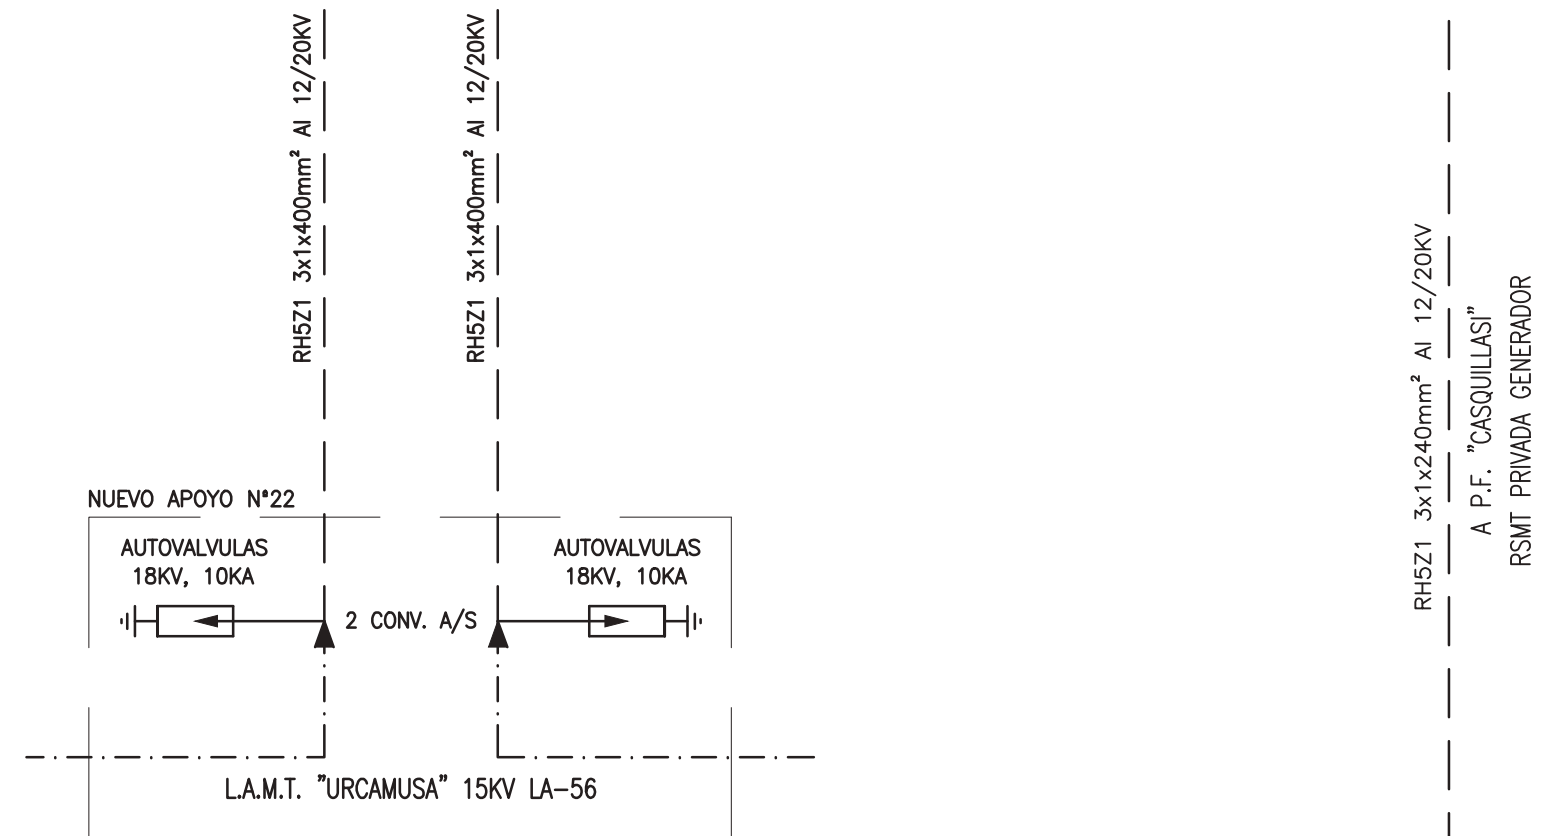 RH5Z1 3x1x400mm² Al 12/20KV
RH5Z1 3x1x400mm² Al 12/20KV
NUEVO APOYO Nª22
AUTOVALVULAS
18KV, 10KA
2 CONV. A/S
AUTOVALVULAS
18KV, 10KA
L.A.M.T. "URCAMUSA" 15KV LA-56
RH5Z1 3x1x240mm² Al 12/20KV
A P.F. "CASQUILLASI"
RSMT PRIVADA GENERADOR